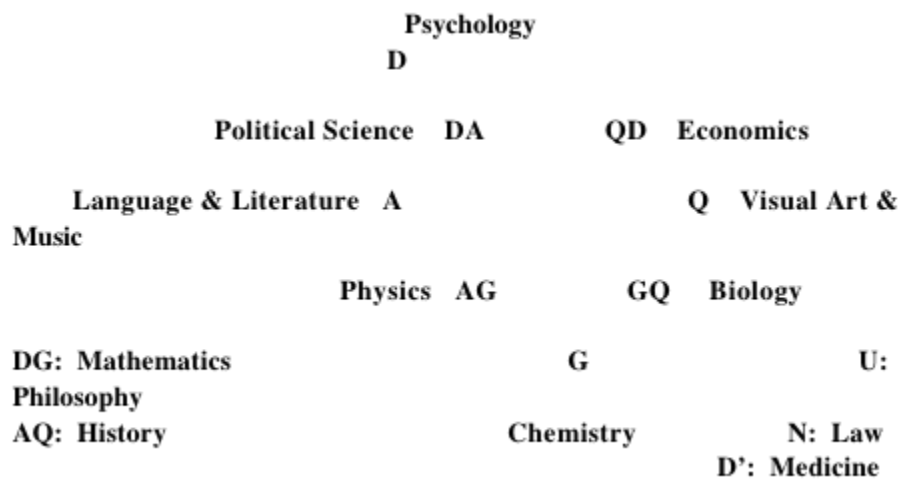 Psychology
D
Political Science DA QD Economics
Language & Literature A Q Visual Art &
Music
Physics AG GQ Biology
DG: Mathematics G U:
Philosophy
AQ: History Chemistry N: Law
D’: Medicine